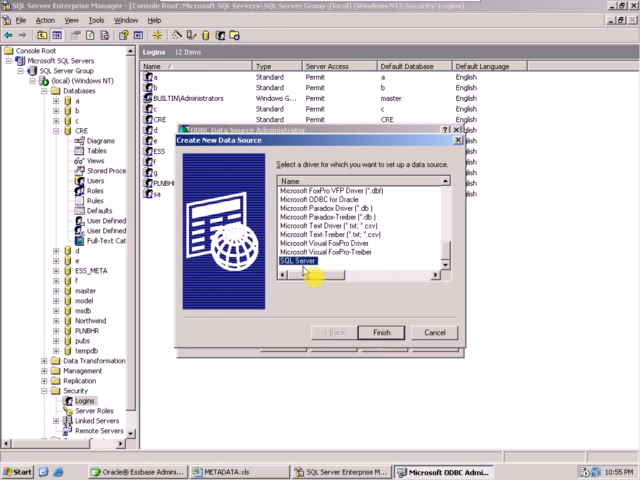 SQL Server Enterprise Manager - [Console Root\Microsoft SQL Servers\SQL Server Group\(local) (Windows NT)\Security\Logins]
File Action View Tools Window Help
Console Root
Microsoft SQL Servers
SQL Server Group
(local) (Windows NT)
Databases
a
b
c
CRE
Diagrams
Tables
Views
Stored Proce
Users
Roles
Rules
Defaults
User Defined
User Defined
Full-Text Cat
d
e
ESS_META
f
master
model
msdb
Northwind
PLNBHR
pubs
tempdb
Data Transformation
Management
Replication
Security
Logins
Server Roles
Linked Servers
Remote Servers
Logins 12 Items
Name Type Server Access Default Database Default Language
a Standard Permit a English
b Standard Permit b English
BUILTIN\Administrators Windows G... Permit master English
c Standard Permit c English
CRE Standard Permit CRE English
d
e
ESS
f
g
PLNBH
sa
ODBC Data Source Administrator
Create New Data Source
Select a driver for which you want to set up a data source.
Name
Microsoft FoxPro VFP Driver (*.dbf)
Microsoft ODBC for Oracle
Microsoft Paradox Driver (*.db )
Microsoft Paradox-Treiber (*.db )
Microsoft Text Driver (*.txt; *.csv)
Microsoft Text-Treiber (*.txt; *.csv)
Microsoft Visual FoxPro Driver
Microsoft Visual FoxPro-Treiber
SQL Server
< Back Finish Cancel
Start Oracle® Essbase Admini... METADATA.xls SQL Server Enterprise M... Microsoft ODBC Admi... 10:55 PM